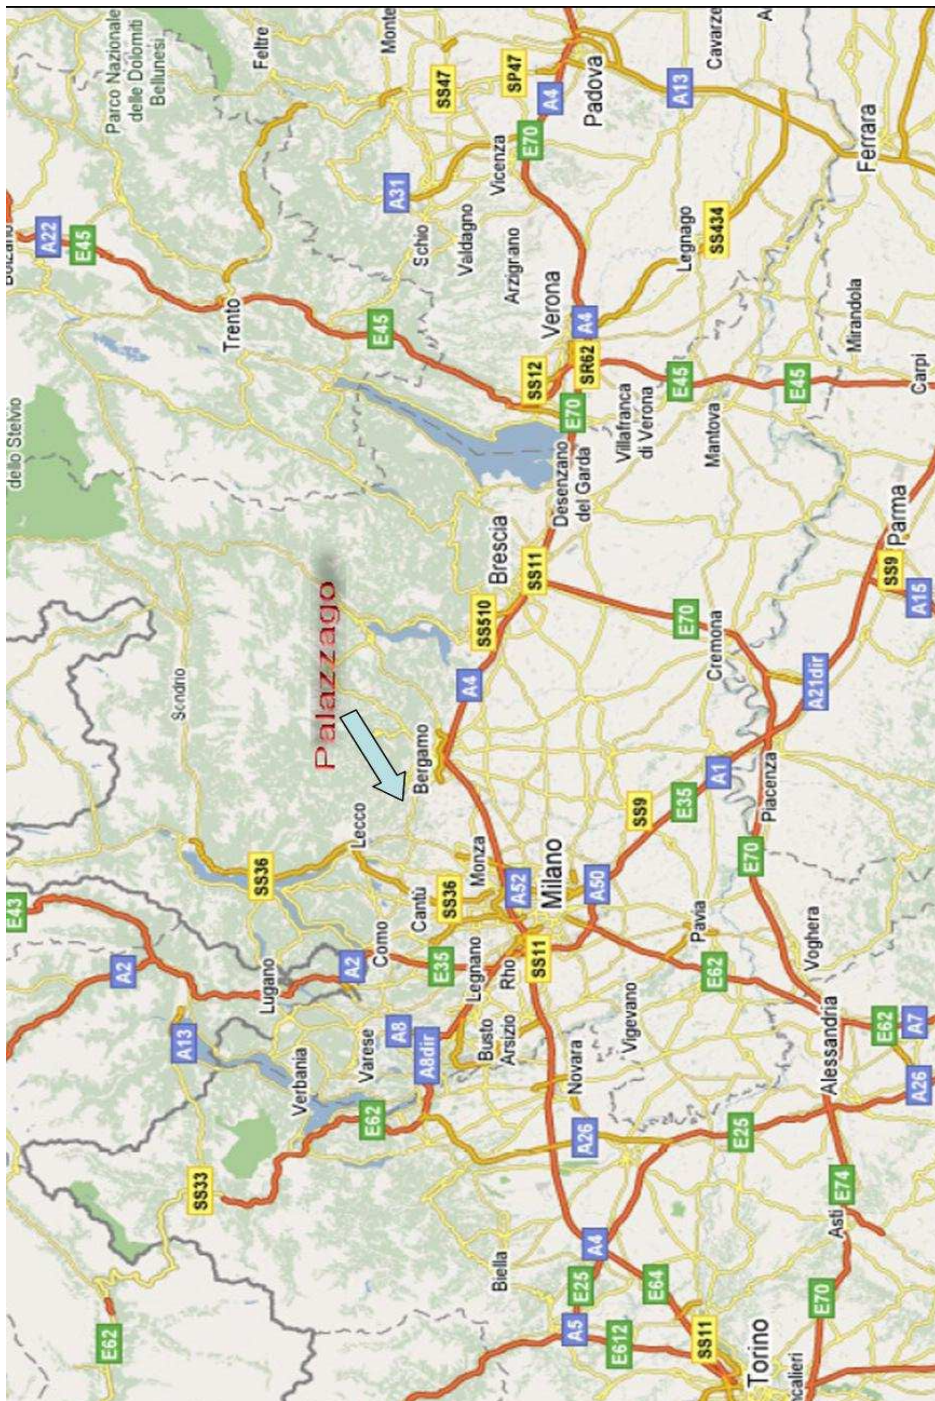 E43
dello Stelvio
A22
E45
E62
A2
Parco Nazionale
delle Dolomiti
Bellunesi
A13
Sondrio
SS33
Trento
Feltre
SS36
Lugano
Verbania
Palazzago
A2
Lecco
Varese
E62
Como
E45
Monte
A8
A31
Cantù
Bergamo
Schio
A8dir
E35
SS36
SS47
Legnano
Monza
A4
Valdagno
SS510
Busto
Arsizio
Rho
Biella
Brescia
Vicenza
A52
Arzignano
SP47
SS11
SS11
SS12
E70
Milano
Verona
A4
Desenzano
del Garda
E70
A5
E25
Novara
A26
A4
A50
SR62
A4
Padova
E612
Vigevano
Villafranca
di Verona
SS9
E64
E35
E70
E45
Legnago
A13
Pavia
SS11
E62
A1
Cremona
Mantova
SS434
Cavarze
E25
Torino
E70
Piacenza
E45
ncalieri
Voghera
A21dir
E70
Asti
E74
Alessandria
Mirandola
Ferrara
E62
SS9
Parma
A26
A7
A15
Carpi